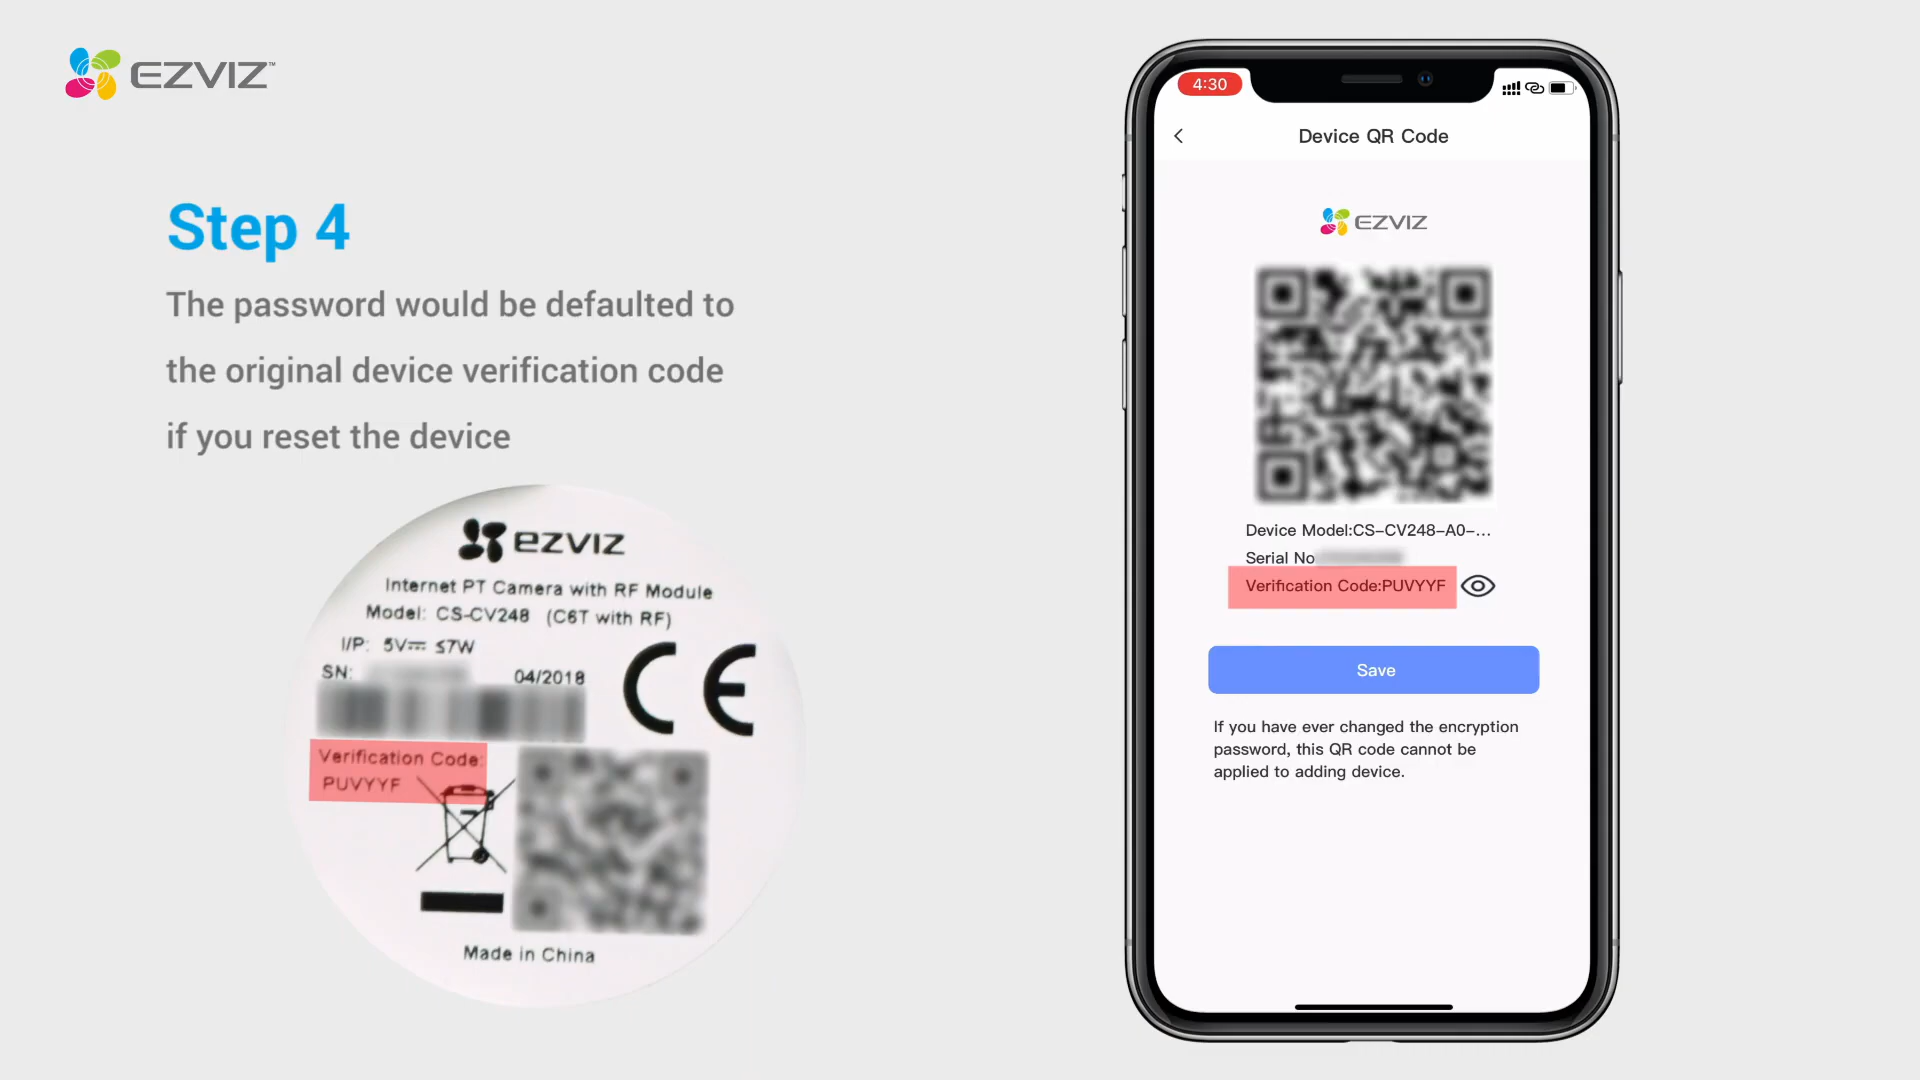 EZVIZ™
Step 4
The password would be defaulted to
the original device verification code
if you reset the device
ezviz
Internet PT Camera with RF Module
Model: CS-CV248 (C6T with RF)
I/P: 5V⎓ ≤7W
SN:
04/2018
CE
Verification Code:
PUVYYF
Made in China
4:30
Device QR Code
EZVIZ
Device Model:CS-CV248-A0-...
Serial No
Verification Code:PUVYYF
Save
If you have ever changed the encryption
password, this QR code cannot be
applied to adding device.